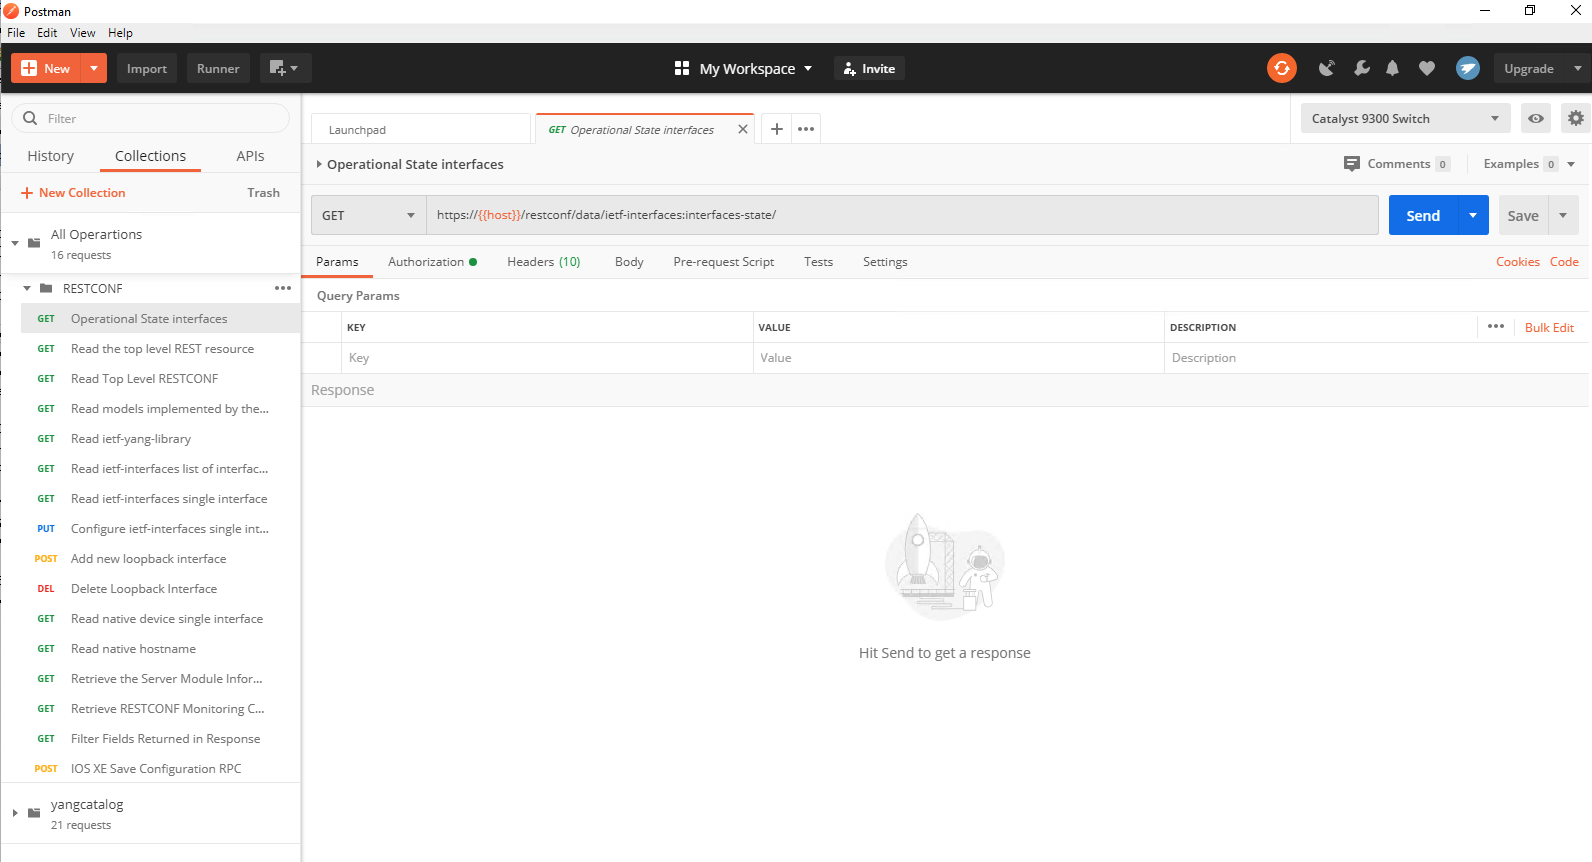 Postman
File Edit View Help
New Import Runner My Workspace Invite Upgrade
Filter
History Collections APIs
New Collection Trash
All Operartions
16 requests
RESTCONF
GET Operational State interfaces
GET Read the top level REST resource
GET Read Top Level RESTCONF
GET Read models implemented by the...
GET Read ietf-yang-library
GET Read ietf-interfaces list of interfac...
GET Read ietf-interfaces single interface
PUT Configure ietf-interfaces single int...
POST Add new loopback interface
DEL Delete Loopback Interface
GET Read native device single interface
GET Read native hostname
GET Retrieve the Server Module Infor...
GET Retrieve RESTCONF Monitoring C...
GET Filter Fields Returned in Response
POST IOS XE Save Configuration RPC
yangcatalog
21 requests
Launchpad GET Operational State interfaces Catalyst 9300 Switch
Operational State interfaces Comments 0 Examples 0
GET https://{{host}}/restconf/data/ietf-interfaces:interfaces-state/ Send Save
Params Authorization Headers (10) Body Pre-request Script Tests Settings Cookies Code
Query Params
KEY VALUE DESCRIPTION Bulk Edit
Key Value Description
Response
Hit Send to get a response